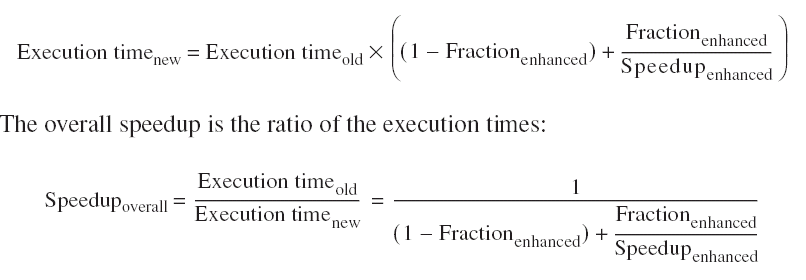 Execution time_new = Execution time_old × ( (1 – Fraction_enhanced) + Fraction_enhanced / Speedup_enhanced )
The overall speedup is the ratio of the execution times:
Speedup_overall = Execution time_old / Execution time_new = 1 / ( (1 – Fraction_enhanced) + Fraction_enhanced / Speedup_enhanced )